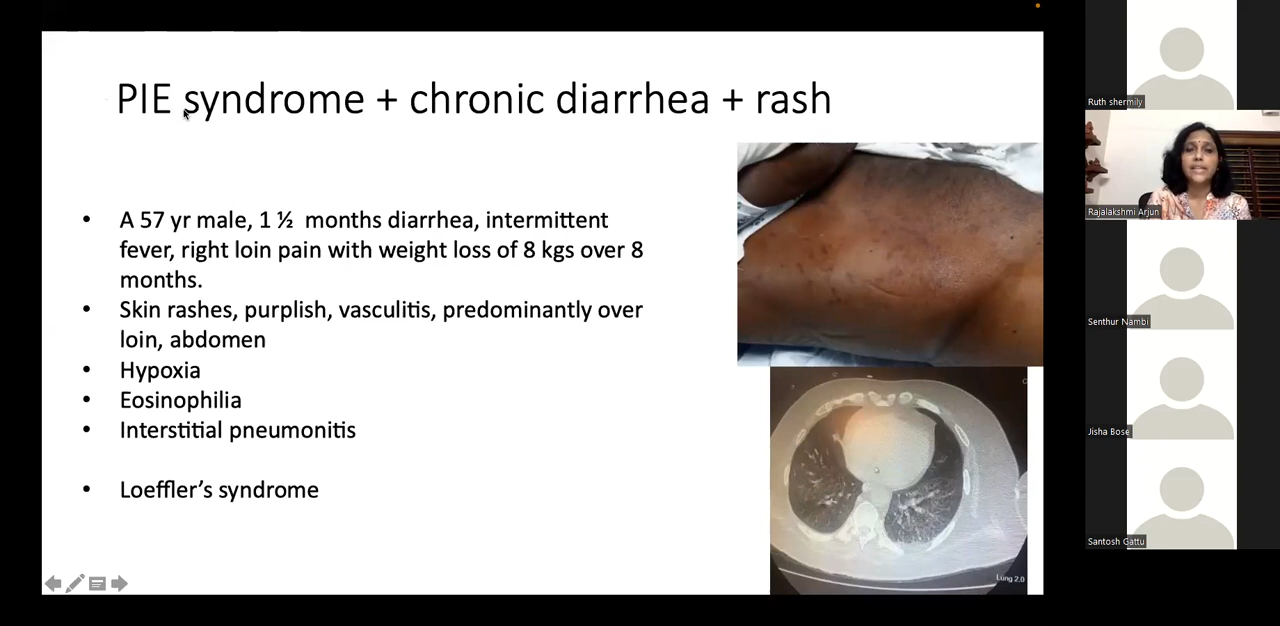 PIE syndrome + chronic diarrhea + rash
• A 57 yr male, 1 ½ months diarrhea, intermittent
fever, right loin pain with weight loss of 8 kgs over 8
months.
• Skin rashes, purplish, vasculitis, predominantly over
loin, abdomen
• Hypoxia
• Eosinophilia
• Interstitial pneumonitis
• Loeffler’s syndrome
Lung 2.0
Ruth shermily
Rajalakshmi Arjun
Senthur Nambi
Jisha Bose
Santosh Gattu